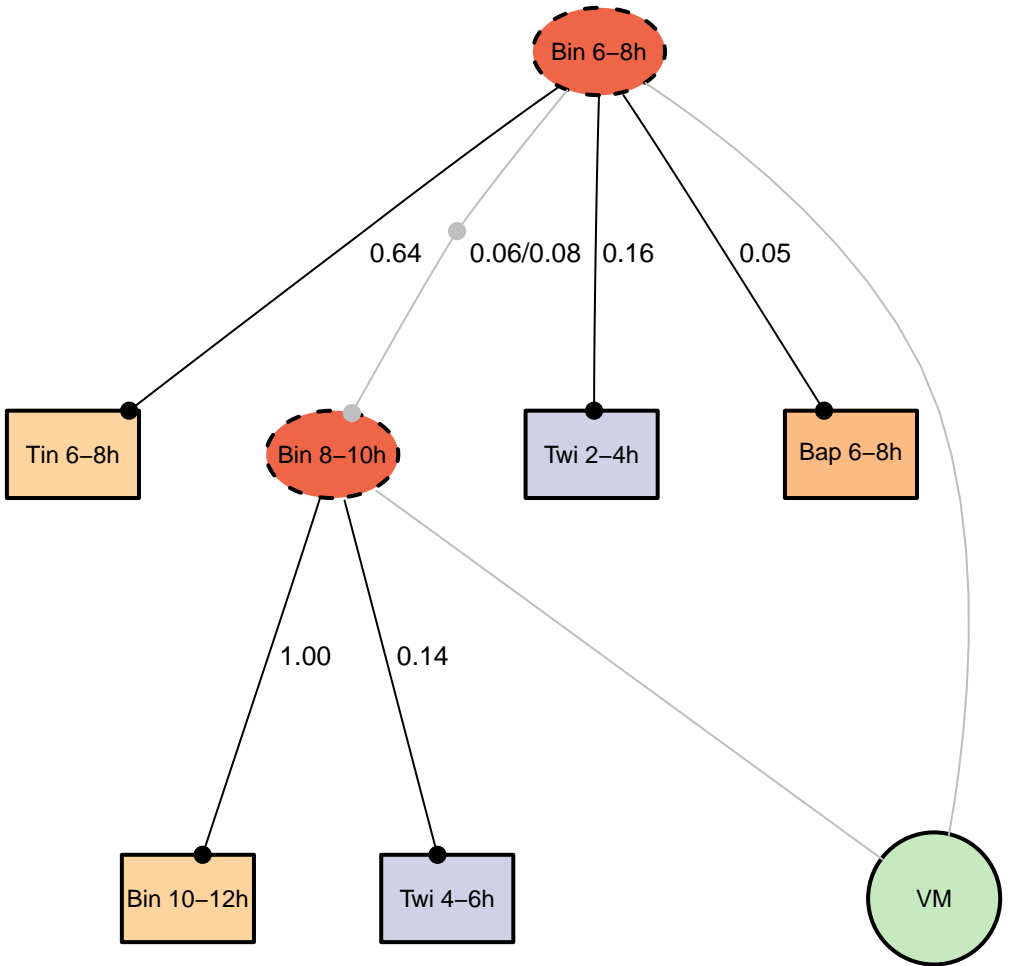 Bin 6–8h
0.64
0.06/0.08
0.16
0.05
Tin 6–8h
Bin 8–10h
Twi 2–4h
Bap 6–8h
1.00
0.14
Bin 10–12h
Twi 4–6h
VM